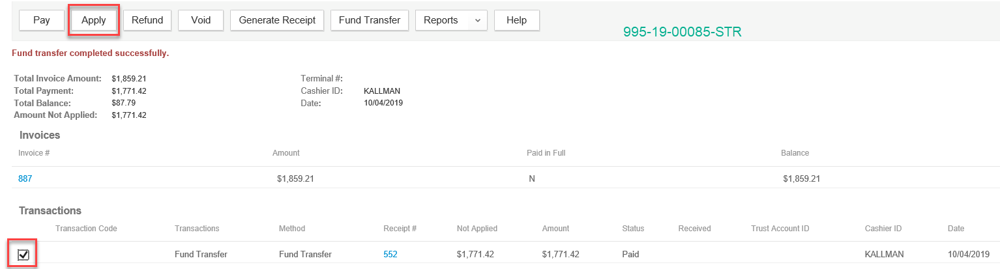 Pay Apply Refund Void Generate Receipt Fund Transfer Reports Help
995-19-00085-STR
Fund transfer completed successfully.
Total Invoice Amount: $1,859.21 Terminal #:
Total Payment: $1,771.42 Cashier ID: KALLMAN
Total Balance: $87.79 Date: 10/04/2019
Amount Not Applied: $1,771.42
Invoices
Invoice # Amount Paid in Full Balance
887 $1,859.21 N $1,859.21
Transactions
Transaction Code Transactions Method Receipt # Not Applied Amount Status Received Trust Account ID Cashier ID Date
Fund Transfer Fund Transfer 552 $1,771.42 $1,771.42 Paid KALLMAN 10/04/2019